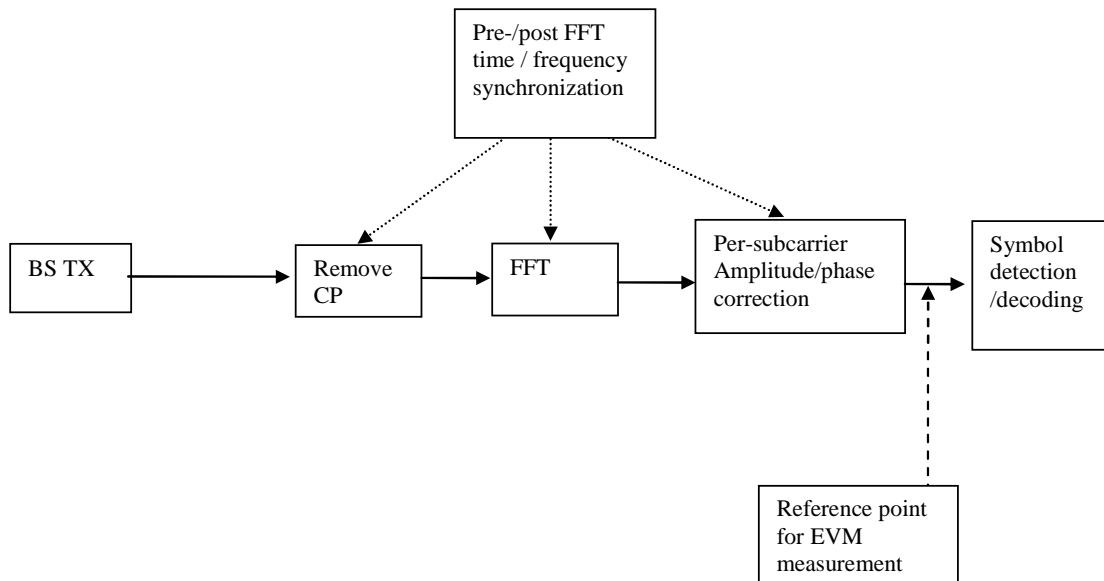 Pre-/post FFT
time / frequency
synchronization
BS TX
Remove
CP
FFT
Per-subcarrier
Amplitude/phase
correction
Symbol
detection
/decoding
Reference point
for EVM
measurement